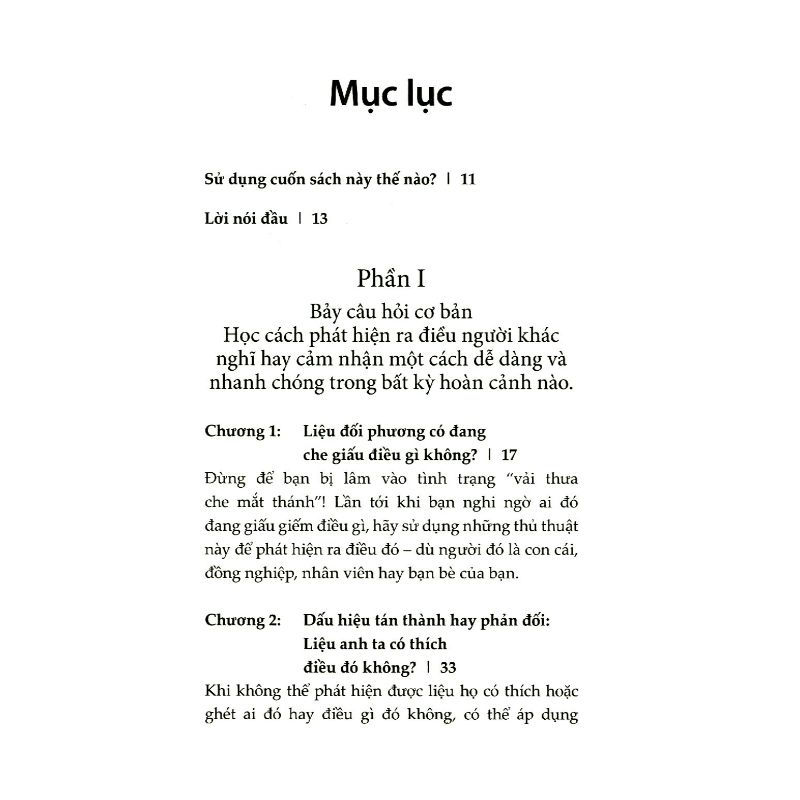 Mục lục
Sử dụng cuốn sách này thế nào? | 11
Lời nói đầu | 13
Phần I
Bảy câu hỏi cơ bản
Học cách phát hiện ra điều người khác
nghĩ hay cảm nhận một cách dễ dàng và
nhanh chóng trong bất kỳ hoàn cảnh nào.
Chương 1: Liệu đối phương có đang
che giấu điều gì không? | 17
Đừng để bạn bị lâm vào tình trạng “vải thưa
che mắt thánh”! Lần tới khi bạn nghi ngờ ai đó
đang giấu giếm điều gì, hãy sử dụng những thủ thuật
này để phát hiện ra điều đó – dù người đó là con cái,
đồng nghiệp, nhân viên hay bạn bè của bạn.
Chương 2: Dấu hiệu tán thành hay phản đối:
Liệu anh ta có thích
điều đó không? | 33
Khi không thể phát hiện được liệu họ có thích hoặc
ghét ai đó hay điều gì đó không, có thể áp dụng